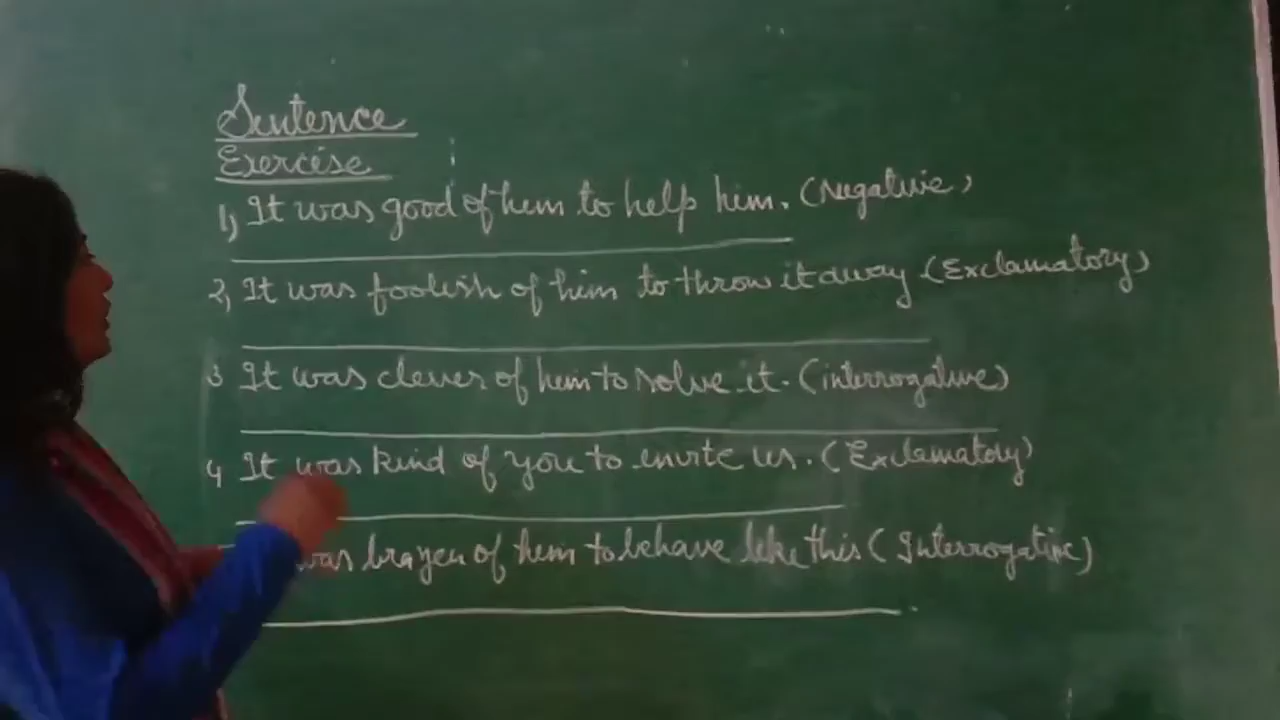 Sentence
Exercise
1) It was good of him to help him. (Negative)
2) It was foolish of him to throw it away (Exclamatory)
3 It was clever of him to solve it. (interrogative)
4 It was kind of you to invite us. (Exclamatory)
was brazen of him to behave like this (Interrogative)